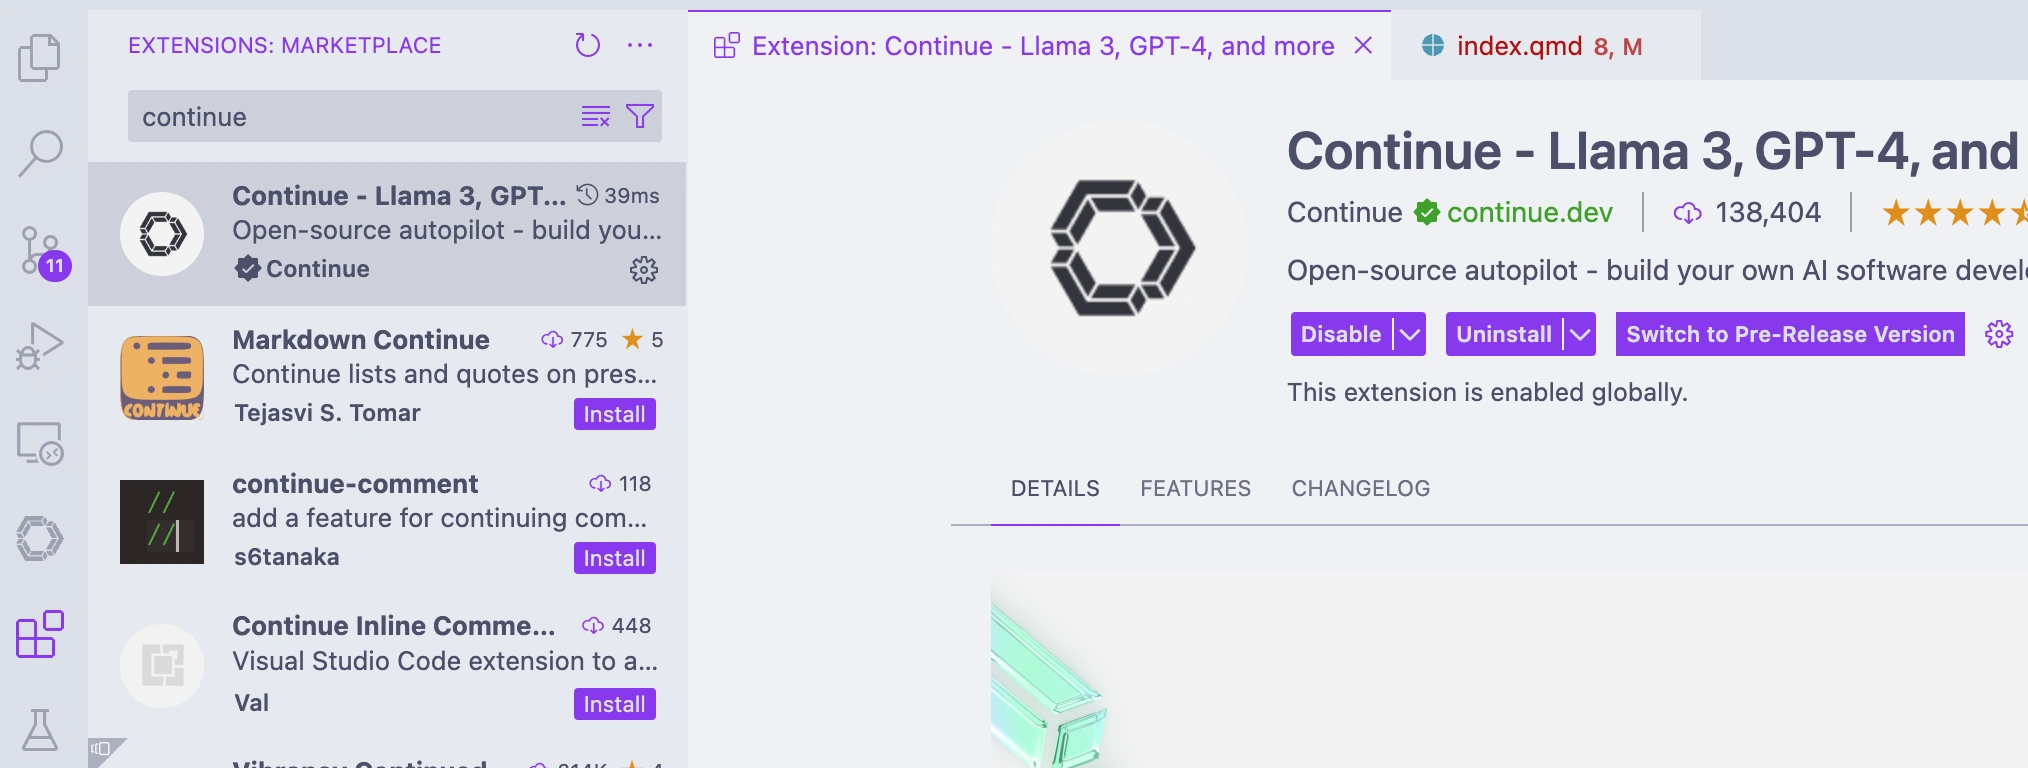 EXTENSIONS: MARKETPLACE
continue
Continue - Llama 3, GPT... 39ms
Open-source autopilot - build you...
Continue
Markdown Continue 775 5
Continue lists and quotes on pres...
Tejasvi S. Tomar Install
CONTINUE
continue-comment 118
add a feature for continuing com...
s6tanaka Install
// 
//
Continue Inline Comme... 448
Visual Studio Code extension to a...
Val Install
11
Extension: Continue - Llama 3, GPT-4, and more
index.qmd 8, M
Continue - Llama 3, GPT-4, and
Continue continue.dev 138,404
Open-source autopilot - build your own AI software
Disable Uninstall Switch to Pre-Release Version
This extension is enabled globally.
DETAILS FEATURES CHANGELOG